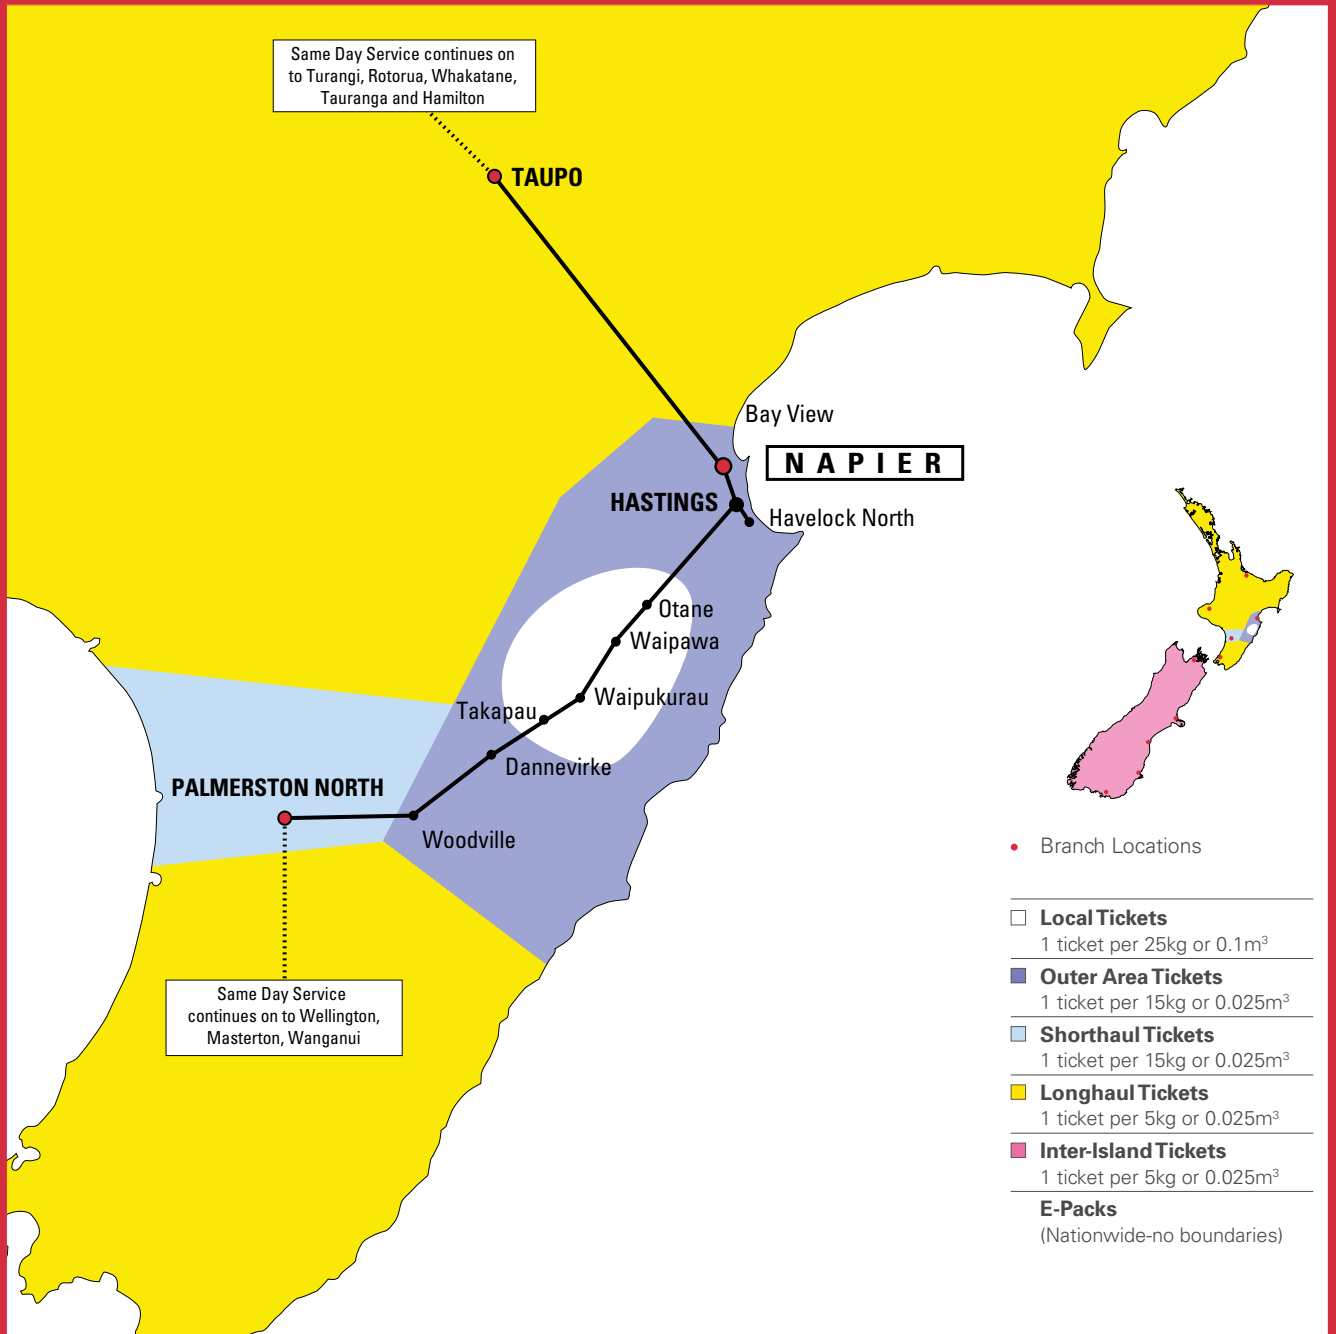 Same Day Service continues on
to Turangi, Rotorua, Whakatane,
Tauranga and Hamilton
TAUPO
Bay View
NAPIER
HASTINGS
Havelock North
Otane
Waipawa
Waipukurau
Takapau
Dannevirke
PALMERSTON NORTH
Woodville
Same Day Service
continues on to Wellington,
Masterton, Wanganui
Branch Locations
Local Tickets
1 ticket per 25kg or 0.1m³
Outer Area Tickets
1 ticket per 15kg or 0.025m³
Shorthaul Tickets
1 ticket per 15kg or 0.025m³
Longhaul Tickets
1 ticket per 5kg or 0.025m³
Inter-Island Tickets
1 ticket per 5kg or 0.025m³
E-Packs
(Nationwide-no boundaries)